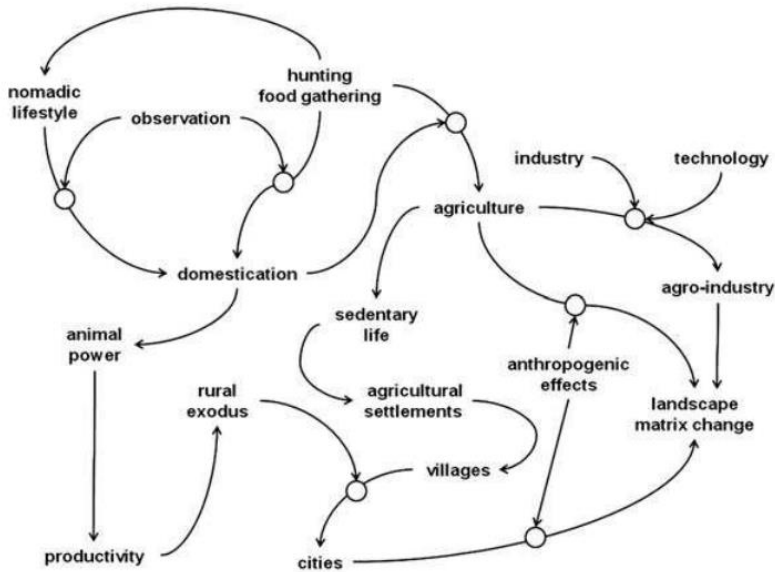 hunting
food gathering
nomadic
lifestyle
observation
industry
technology
agriculture
domestication
agro-industry
sedentary
life
animal
power
anthropogenic
effects
rural
exodus
agricultural
settlements
landscape
matrix change
villages
productivity
cities